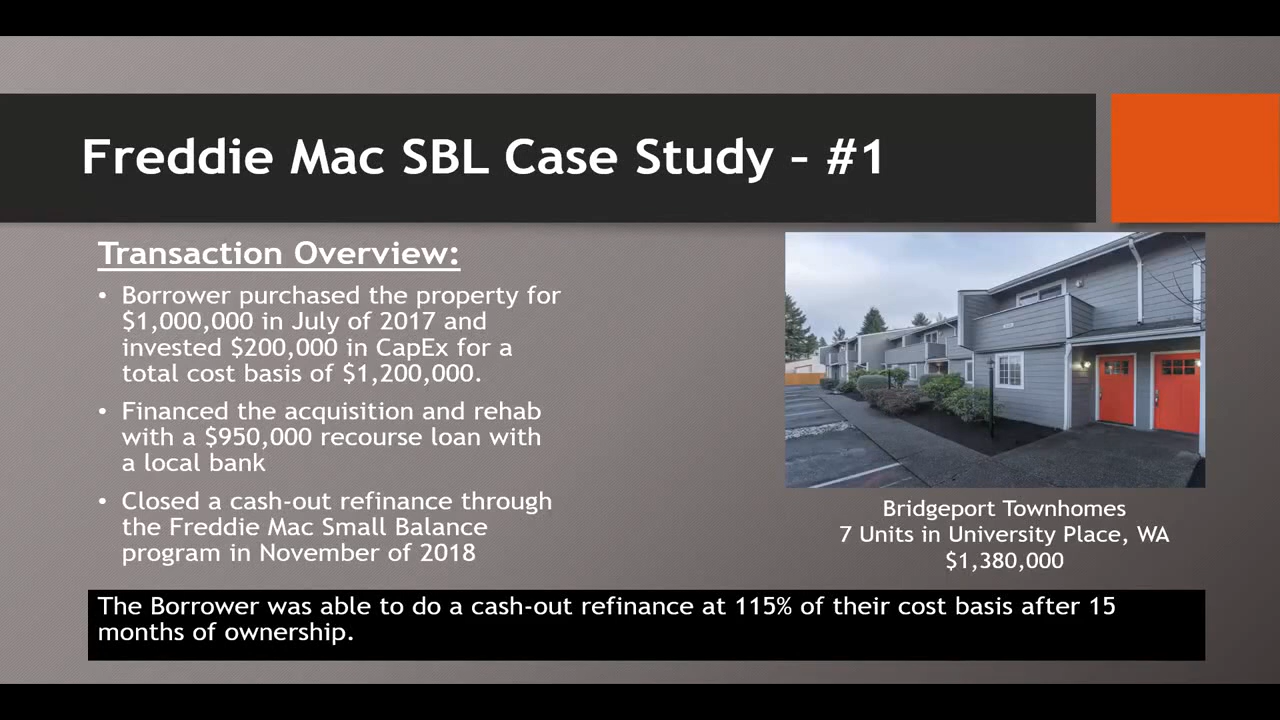 Freddie Mac SBL Case Study – #1
Transaction Overview:
• Borrower purchased the property for
$1,000,000 in July of 2017 and
invested $200,000 in CapEx for a
total cost basis of $1,200,000.
• Financed the acquisition and rehab
with a $950,000 recourse loan with
a local bank
• Closed a cash-out refinance through
the Freddie Mac Small Balance
program in November of 2018
Bridgeport Townhomes
7 Units in University Place, WA
$1,380,000
The Borrower was able to do a cash-out refinance at 115% of their cost basis after 15
months of ownership.